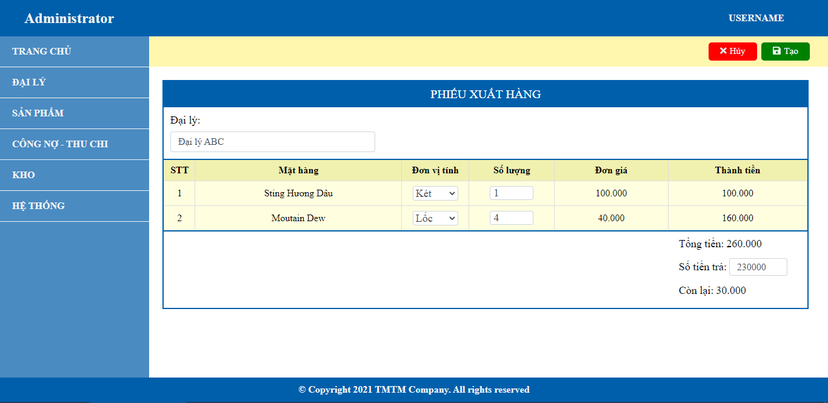 Administrator
USERNAME
TRANG CHỦ
ĐẠI LÝ
SẢN PHẨM
CÔNG NỢ - THU CHI
KHO
HỆ THỐNG
Hủy
Tạo
PHIẾU XUẤT HÀNG
Đại lý:
Đại lý ABC
STT Mặt hàng Đơn vị tính Số lượng Đơn giá Thành tiền
1 Sting Hương Dâu Két 1 100.000 100.000
2 Moutain Dew Lốc 4 40.000 160.000
Tổng tiền: 260.000
Số tiền trả: 230000
Còn lại: 30.000
© Copyright 2021 TMTM Company. All rights reserved